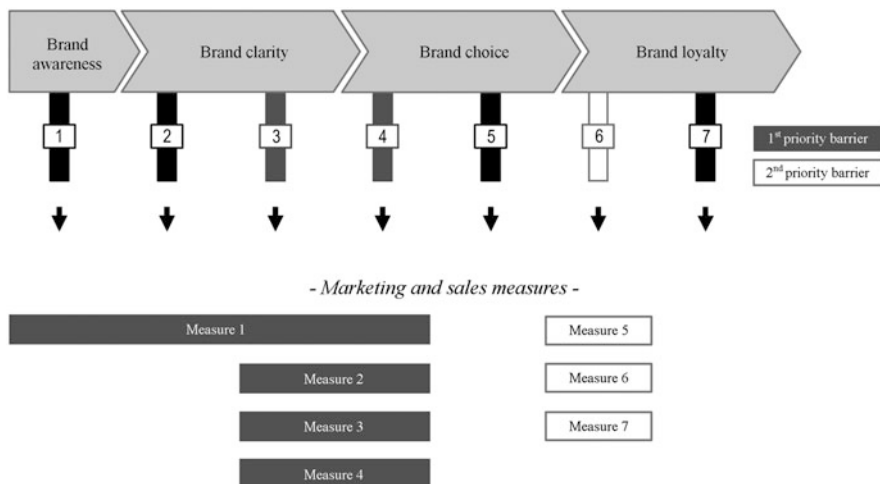 Brand
awareness
Brand clarity
Brand choice
Brand loyalty
1
2
3
4
5
6
7
1st priority barrier
2nd priority barrier
- Marketing and sales measures -
Measure 1
Measure 5
Measure 2
Measure 6
Measure 3
Measure 7
Measure 4